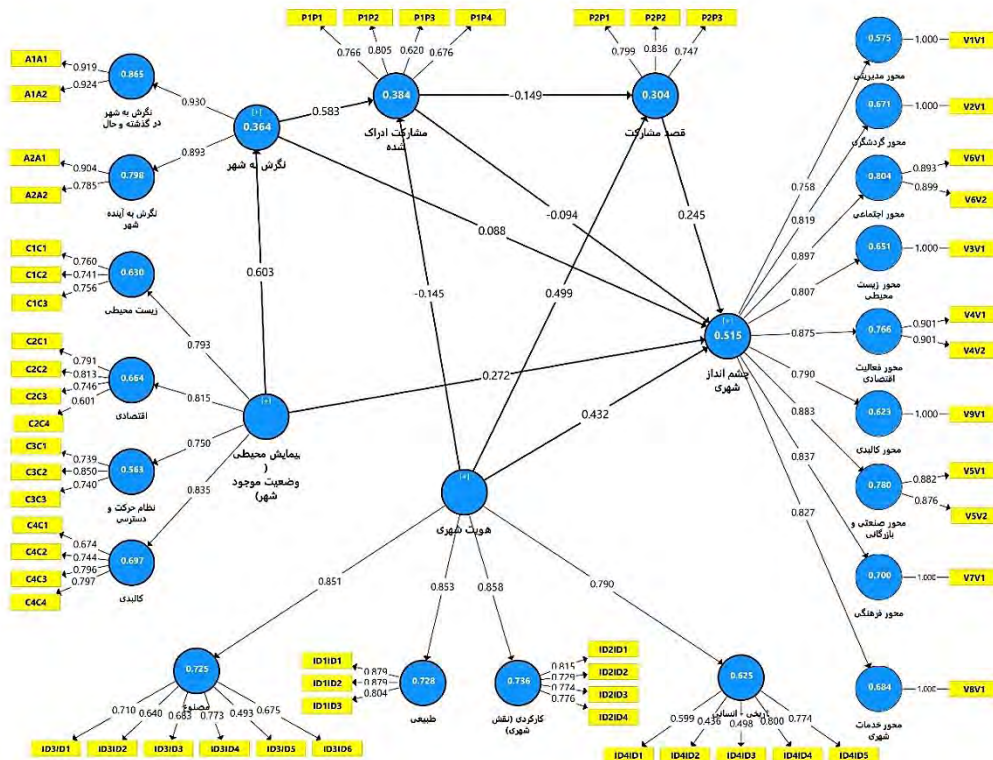 P1P1
P1P2
P1P3
P1P4
0.766
0.805
0.620
0.676
P2P1
P2P2
P2P3
0.799
0.836
0.747
A1A1
A1A2
0.919
0.924
0.865
نگرش به شهر
در گذشته و حال
0.930
A2A1
A2A2
0.904
0.785
0.798
نگرش به آینده
شهر
0.893
[+]
0.364
نگرش به شهر
0.583
0.384
مشارکت ادراک
شده
-0.149
0.304
قصد مشارکت
0.603
0.088
-0.094
0.245
-0.145
0.499
0.272
0.432
C1C1
C1C2
C1C3
0.760
0.741
0.756
0.630
زیست محیطی
0.793
C2C1
C2C2
C2C3
C2C4
0.791
0.813
0.746
0.601
0.664
اقتصادی
0.815
C3C1
C3C2
C3C3
0.739
0.850
0.740
0.563
نظام حرکت و
دسترسی
0.750
C4C1
C4C2
C4C3
C4C4
0.674
0.744
0.796
0.797
0.697
کالبدی
0.835
[+]
پیمایش محیطی
(
وضعیت موجود
شهر)
[+]
هویت شهری
[+]
0.515
چشم انداز
شهری
0.758
0.819
0.897
0.807
0.875
0.790
0.883
0.837
0.827
0.575
1.000
V1V1
محور مدیریتی
0.671
1.000
V2V1
محور گردشگری
0.804
0.893
0.899
V6V1
V6V2
محور اجتماعی
0.651
1.000
V3V1
محور زیست
محیطی
0.766
0.901
0.901
V4V1
V4V2
محور فعالیت
اقتصادی
0.623
1.000
V9V1
محور کالبدی
0.780
0.882
0.876
V5V1
V5V2
محور صنعتی و
بازرگانی
0.700
1.000
V7V1
محور فرهنگی
0.684
1.000
V8V1
محور خدمات
شهری
0.851
0.853
0.858
0.790
0.725
مصنوع
0.710
0.640
0.683
0.773
0.493
0.675
ID3ID1
ID3ID2
ID3ID3
ID3ID4
ID3ID5
ID3ID6
ID1ID1
ID1ID2
ID1ID3
0.879
0.879
0.804
0.728
طبیعی
0.736
کارکردی (نقش
شهری)
0.815
0.779
0.774
0.776
ID2ID1
ID2ID2
ID2ID3
ID2ID4
0.625
تاریخی - انسانی
0.599
0.436
0.498
0.800
0.774
ID4ID1
ID4ID2
ID4ID3
ID4ID4
ID4ID5